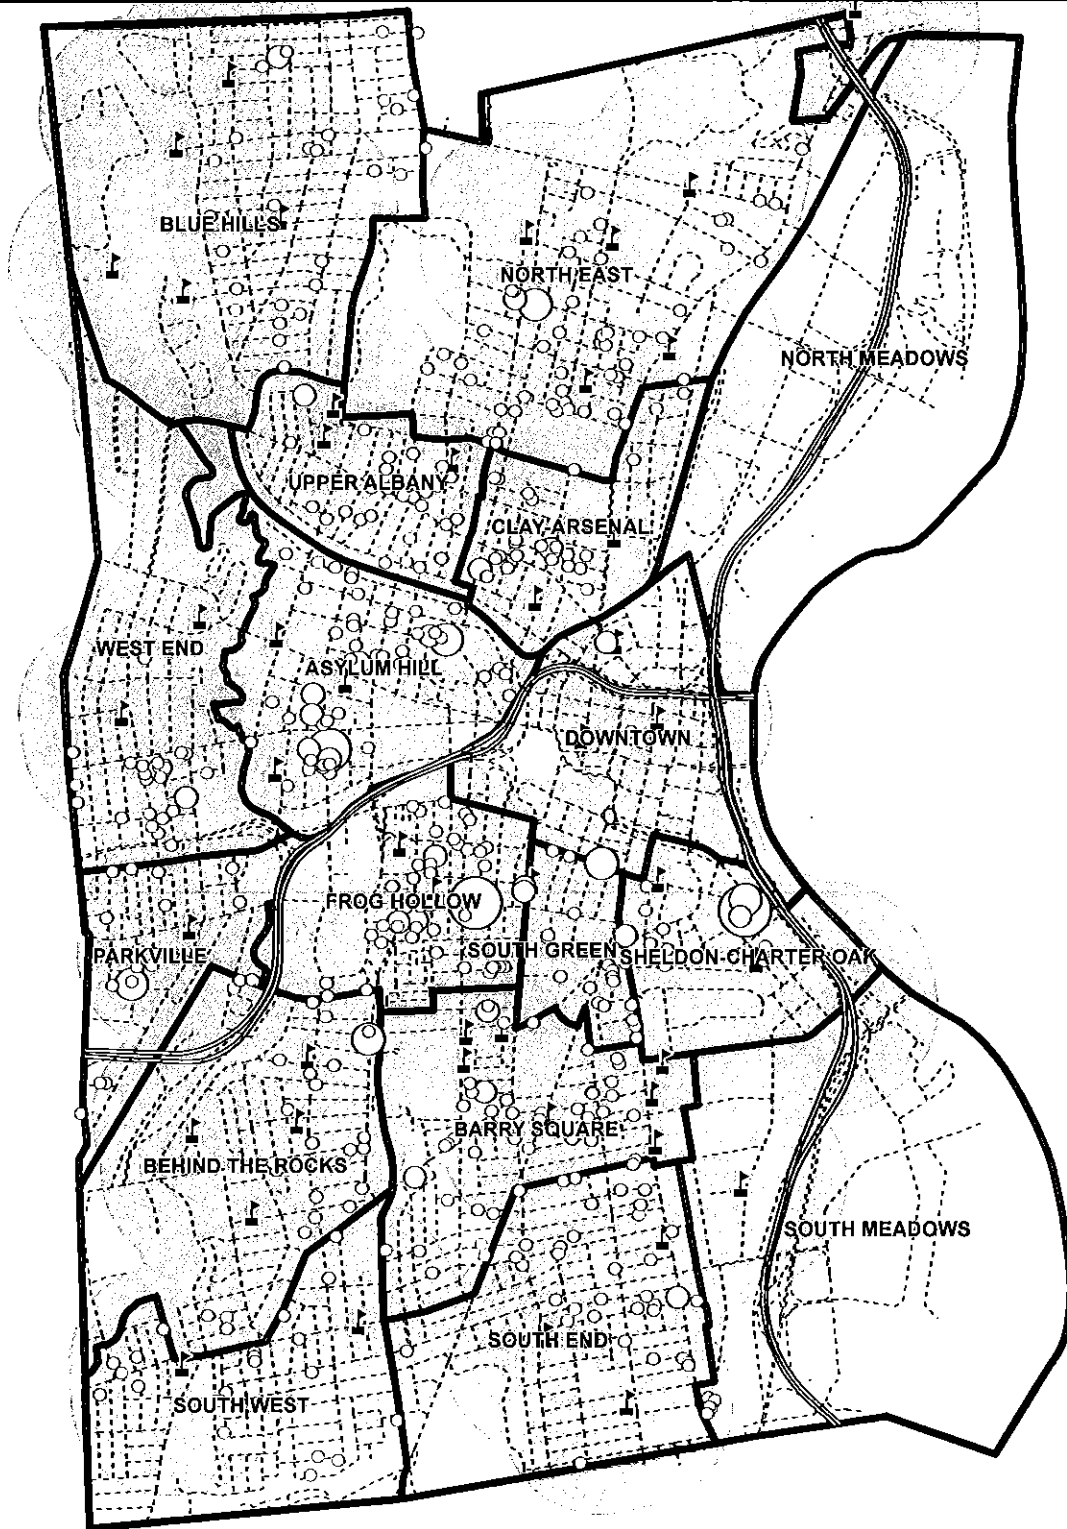 BLUE HILLS
NORTH EAST
NORTH MEADOWS
UPPER ALBANY
CLAY-ARSENAL
WEST END
ASYLUM HILL
DOWNTOWN
FROG HOLLOW
PARKVILLE
SOUTH GREEN
SHELDON-CHARTER OAK
BARRY SQUARE
BEHIND THE ROCKS
SOUTH MEADOWS
SOUTH END
SOUTH WEST